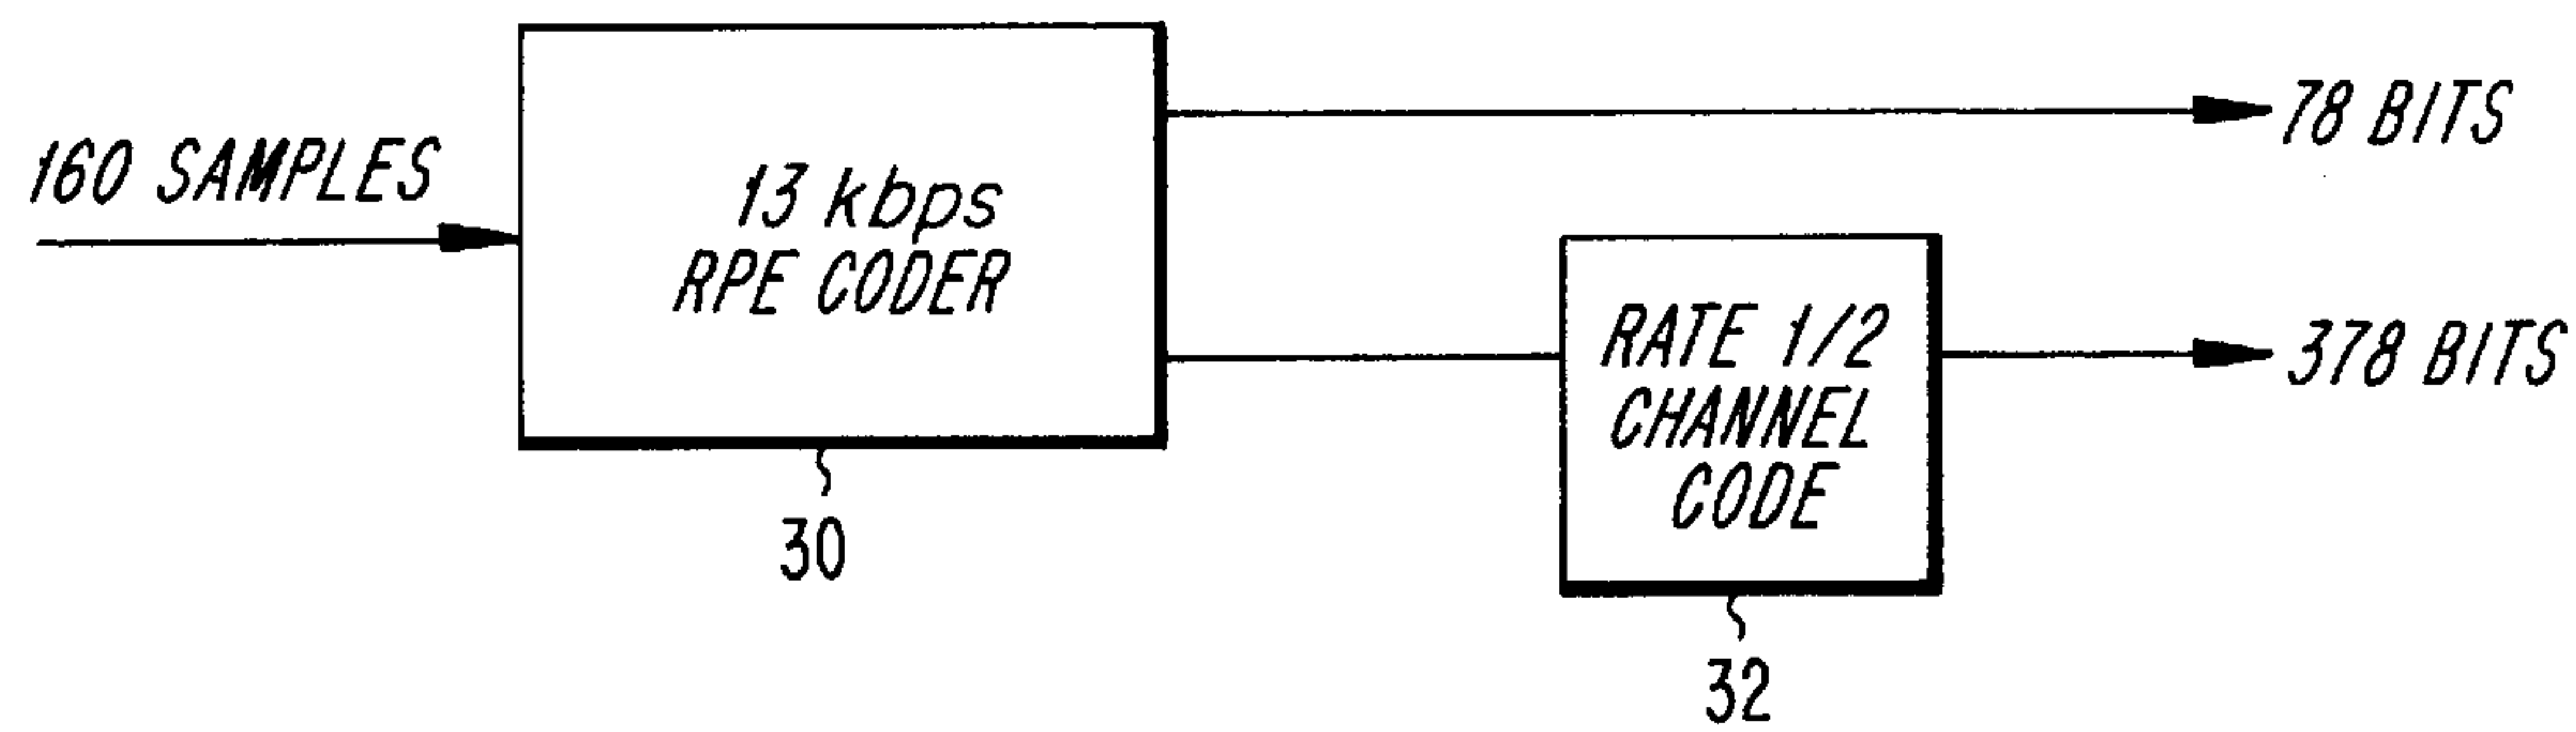 160 SAMPLES
13 kbps
RPE CODER
30
78 BITS
RATE 1/2
CHANNEL
CODE
32
378 BITS